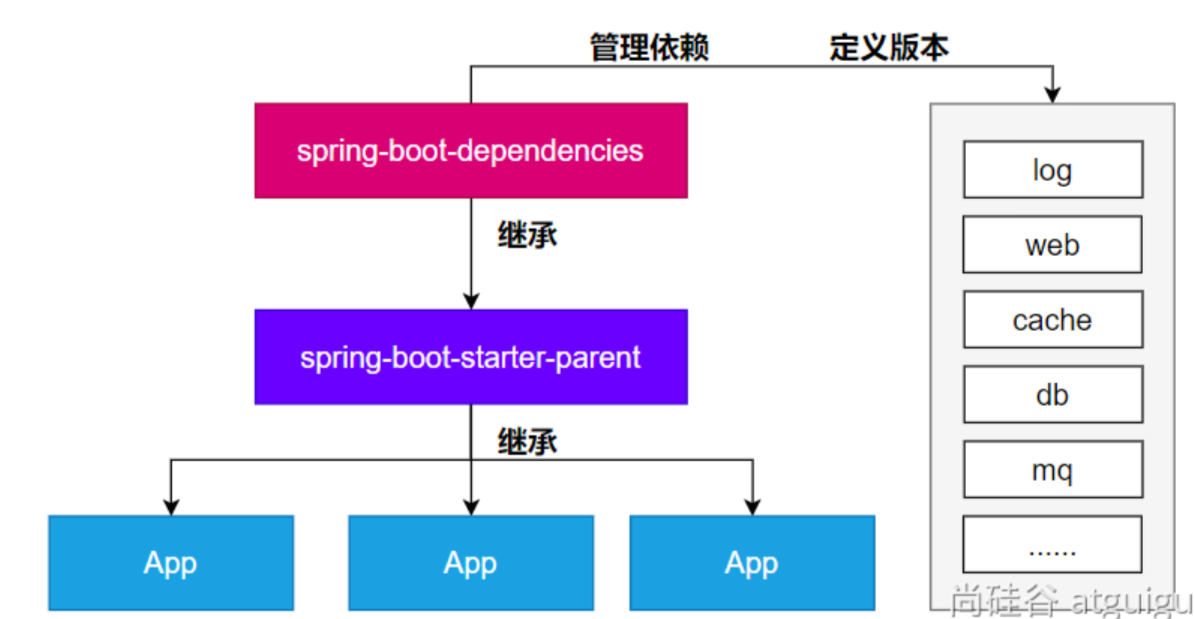 管理依赖 定义版本
spring-boot-dependencies
继承
spring-boot-starter-parent
继承
App App App
log
web
cache
db
mq
......
尚硅谷 atguigu